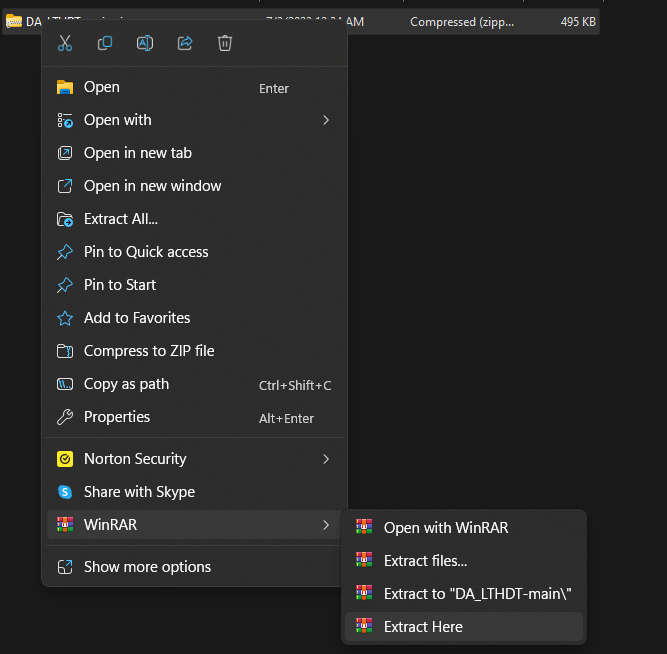 AM Compressed (zipp... 495 KB
Open Enter
Open with
Open in new tab
Open in new window
Extract All...
Pin to Quick access
Pin to Start
Add to Favorites
Compress to ZIP file
Copy as path Ctrl+Shift+C
Properties Alt+Enter
Norton Security
Share with Skype
WinRAR
Show more options
Open with WinRAR
Extract files...
Extract to "DA_LTHDT-main\"
Extract Here